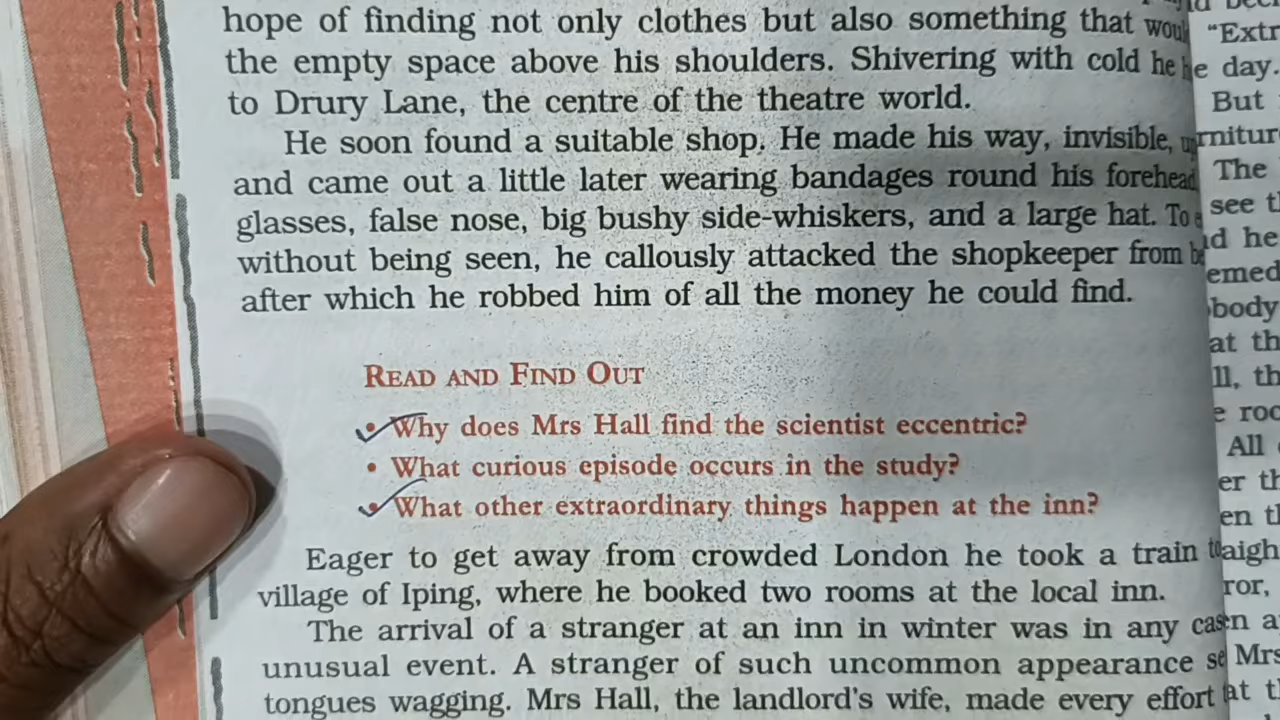 hope of finding not only clothes but also something that
the empty space above his shoulders. Shivering with cold he
to Drury Lane, the centre of the theatre world.
He soon found a suitable shop. He made his way, invisible,
and came out a little later wearing bandages round his forehead
glasses, false nose, big bushy side-whiskers, and a large hat. To
without being seen, he callously attacked the shopkeeper from
after which he robbed him of all the money he could find.
READ AND FIND OUT
• Why does Mrs Hall find the scientist eccentric?
• What curious episode occurs in the study?
• What other extraordinary things happen at the inn?
Eager to get away from crowded London he took a train
village of Iping, where he booked two rooms at the local inn.
The arrival of a stranger at an inn in winter was in any
unusual event. A stranger of such uncommon appearance
tongues wagging. Mrs Hall, the landlord's wife, made every effort
"Extr
day.
But
The
see
he
body
at
All
Mrs
at